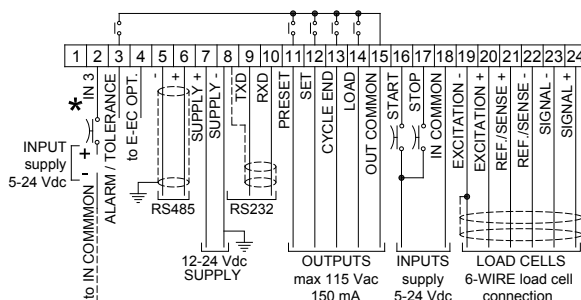 1 2 3 4 5 6 7 8 9 10 11 12 13 14 15 16 17 18 19 20 21 22 23 24
*
IN 3
ALARM / TOLERANCE
to E-EC OPT.
-
+
SUPPLY +
SUPPLY -
TXD
RXD
PRESET
SET
CYCLE END
LOAD
OUT COMMON
START
STOP
IN COMMON
EXCITATION -
EXCITATION +
REF./SENSE +
REF./SENSE -
SIGNAL -
SIGNAL +
INPUT
supply
5-24 Vdc
+
-
to IN COMMMON
RS485
RS232
12-24 Vdc
SUPPLY
OUTPUTS
max 115 Vac
150 mA
INPUTS
supply
5-24 Vdc
LOAD CELLS
6-WIRE load cell
connection